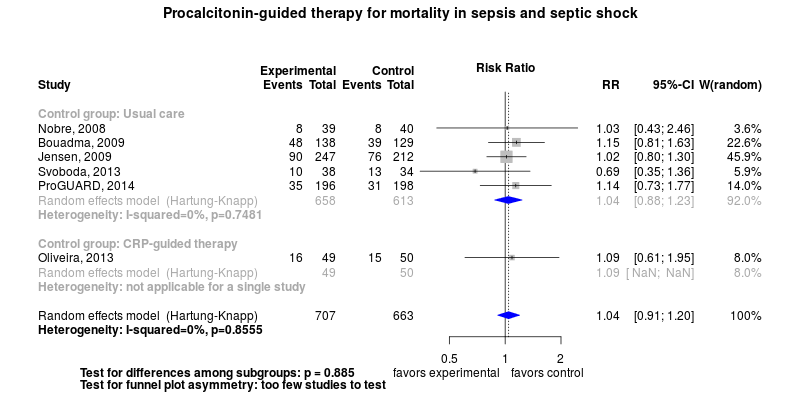 Procalcitonin-guided therapy for mortality in sepsis and septic shock
Experimental Control Risk Ratio
Study Events Total Events Total RR 95%-CI W(random)
Control group: Usual care
Nobre, 2008 8 39 8 40 1.03 [0.43; 2.46] 3.6%
Bouadma, 2009 48 138 39 129 1.15 [0.81; 1.63] 22.6%
Jensen, 2009 90 247 76 212 1.02 [0.80; 1.30] 45.9%
Svoboda, 2013 10 38 13 34 0.69 [0.35; 1.36] 5.9%
ProGUARD, 2014 35 196 31 198 1.14 [0.73; 1.77] 14.0%
Random effects model (Hartung-Knapp) 658 613 1.04 [0.88; 1.23] 92.0%
Heterogeneity: I-squared=0%, p=0.7481
Control group: CRP-guided therapy
Oliveira, 2013 16 49 15 50 1.09 [0.61; 1.95] 8.0%
Random effects model (Hartung-Knapp) 49 50 1.09 [ NaN; NaN] 8.0%
Heterogeneity: not applicable for a single study
Random effects model (Hartung-Knapp) 707 663 1.04 [0.91; 1.20] 100%
Heterogeneity: I-squared=0%, p=0.8555
0.5 1 2
Test for differences among subgroups: p = 0.885 favors experimental favors control
Test for funnel plot asymmetry: too few studies to test